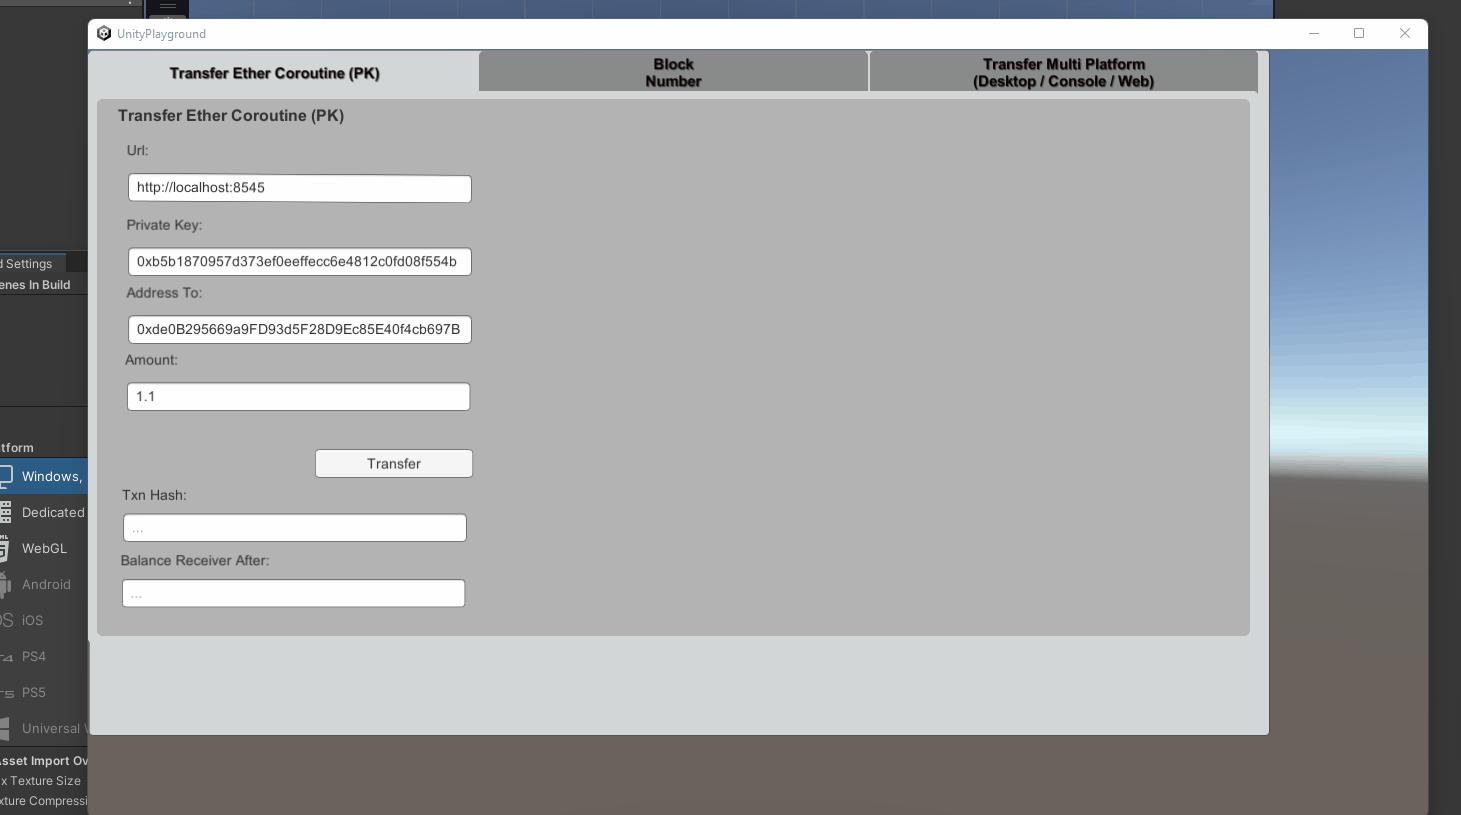 UnityPlayground
Transfer Ether Coroutine (PK)
Block
Number
Transfer Multi Platform
(Desktop / Console / Web)
Transfer Ether Coroutine (PK)
Url:
http://localhost:8545
Private Key:
0xb5b1870957d373ef0eeffecc6e4812c0fd08f554b
Address To:
0xde0B295669a9FD93d5F28D9Ec85E40f4cb697B
Amount:
1.1
Transfer
Txn Hash:
...
Balance Receiver After:
...
d Settings
enes In Build
tform
Windows,
Dedicated
WebGL
Android
iOS
PS4
PS5
Universal W
Asset Import Ov
x Texture Size
xture Compressi